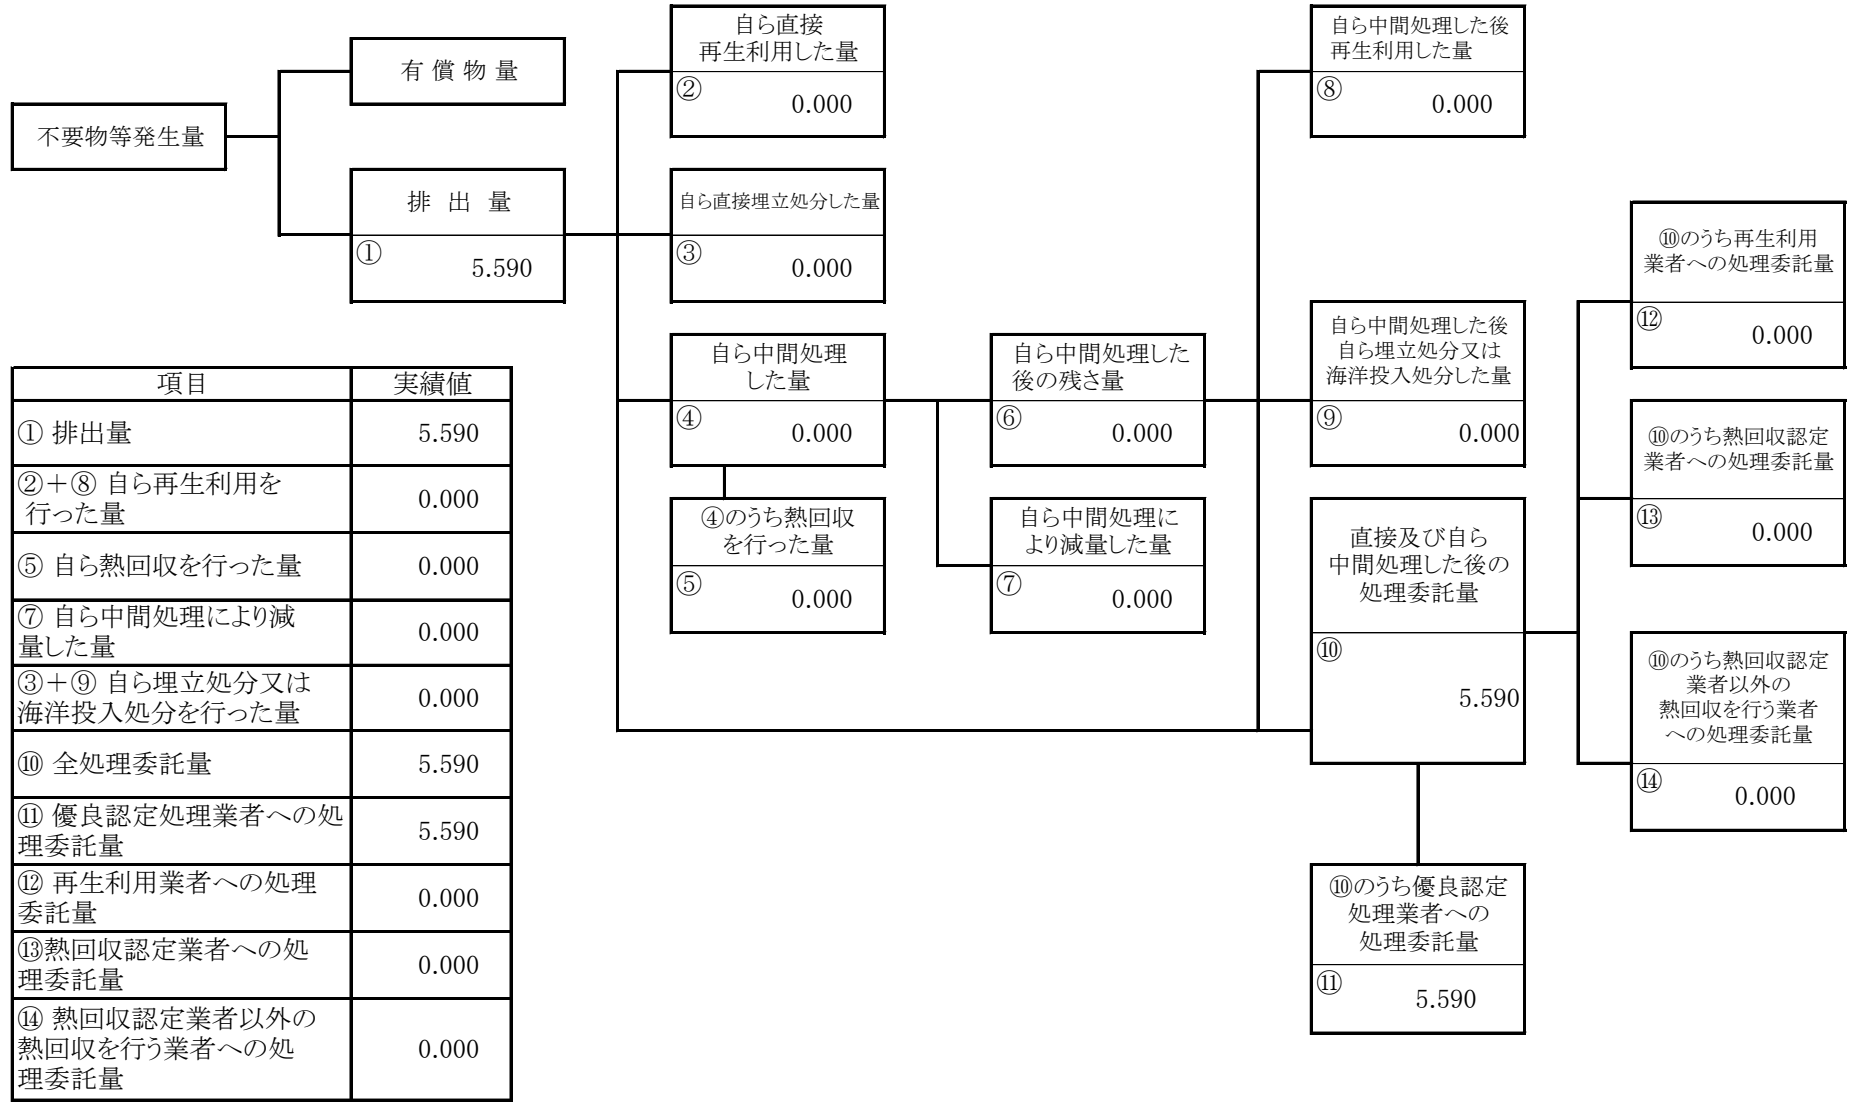 不要物等発生量
有 償 物 量
排 出 量
①
5.590
自ら直接
再生利用した量
②
0.000
自ら直接埋立処分した量
③
0.000
自ら中間処理
した量
④
0.000
④のうち熱回収
を行った量
⑤
0.000
自ら中間処理した
後の残さ量
⑥
0.000
自ら中間処理に
より減量した量
⑦
0.000
自ら中間処理した後
再生利用した量
⑧
0.000
自ら中間処理した後
自ら埋立処分又は
海洋投入処分した量
⑨
0.000
直接及び自ら
中間処理した後の
処理委託量
⑩
5.590
⑩のうち優良認定
処理業者への
処理委託量
⑪
5.590
⑩のうち再生利用
業者への処理委託量
⑫
0.000
⑩のうち熱回収認定
業者への処理委託量
⑬
0.000
⑩のうち熱回収認定
業者以外の
熱回収を行う業者
への処理委託量
⑭
0.000
項目 実績値
① 排出量 5.590
②＋⑧ 自ら再生利用を
行った量 0.000
⑤ 自ら熱回収を行った量 0.000
⑦ 自ら中間処理により減
量した量 0.000
③＋⑨ 自ら埋立処分又は
海洋投入処分を行った量 0.000
⑩ 全処理委託量 5.590
⑪ 優良認定処理業者への処
理委託量 5.590
⑫ 再生利用業者への処理
委託量 0.000
⑬熱回収認定業者への処
理委託量 0.000
⑭ 熱回収認定業者以外の
熱回収を行う業者への処
理委託量 0.000